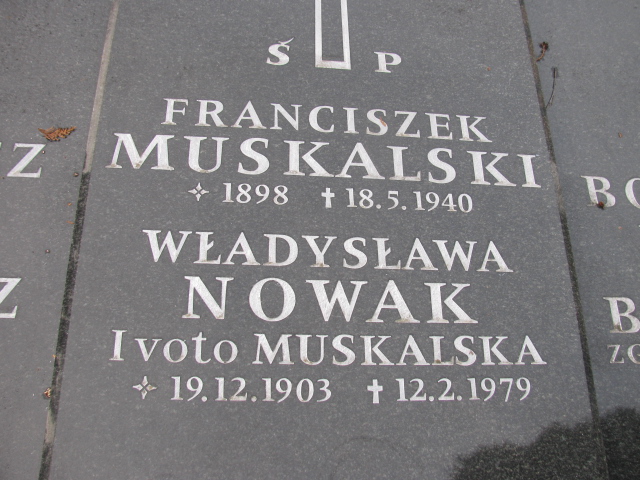 Ś P
FRANCISZEK
MUSKALSKI
✧ 1898 ✝ 18.5.1940
WŁADYSŁAWA
NOWAK
I voto MUSKALSKA
✧ 19.12.1903 ✝ 12.2.1979